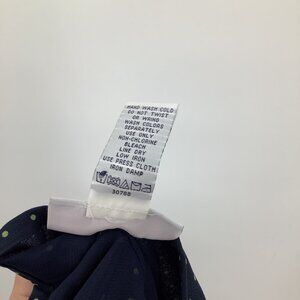 HAND WASH COLD
DO NOT TWIST
OR WRING
WASH COLORS
SEPARATELY
USE ONLY
NON-CHLORINE
BLEACH
LINE DRY
LOW IRON
USE PRESS CLOTH
IRON DAMP
30768